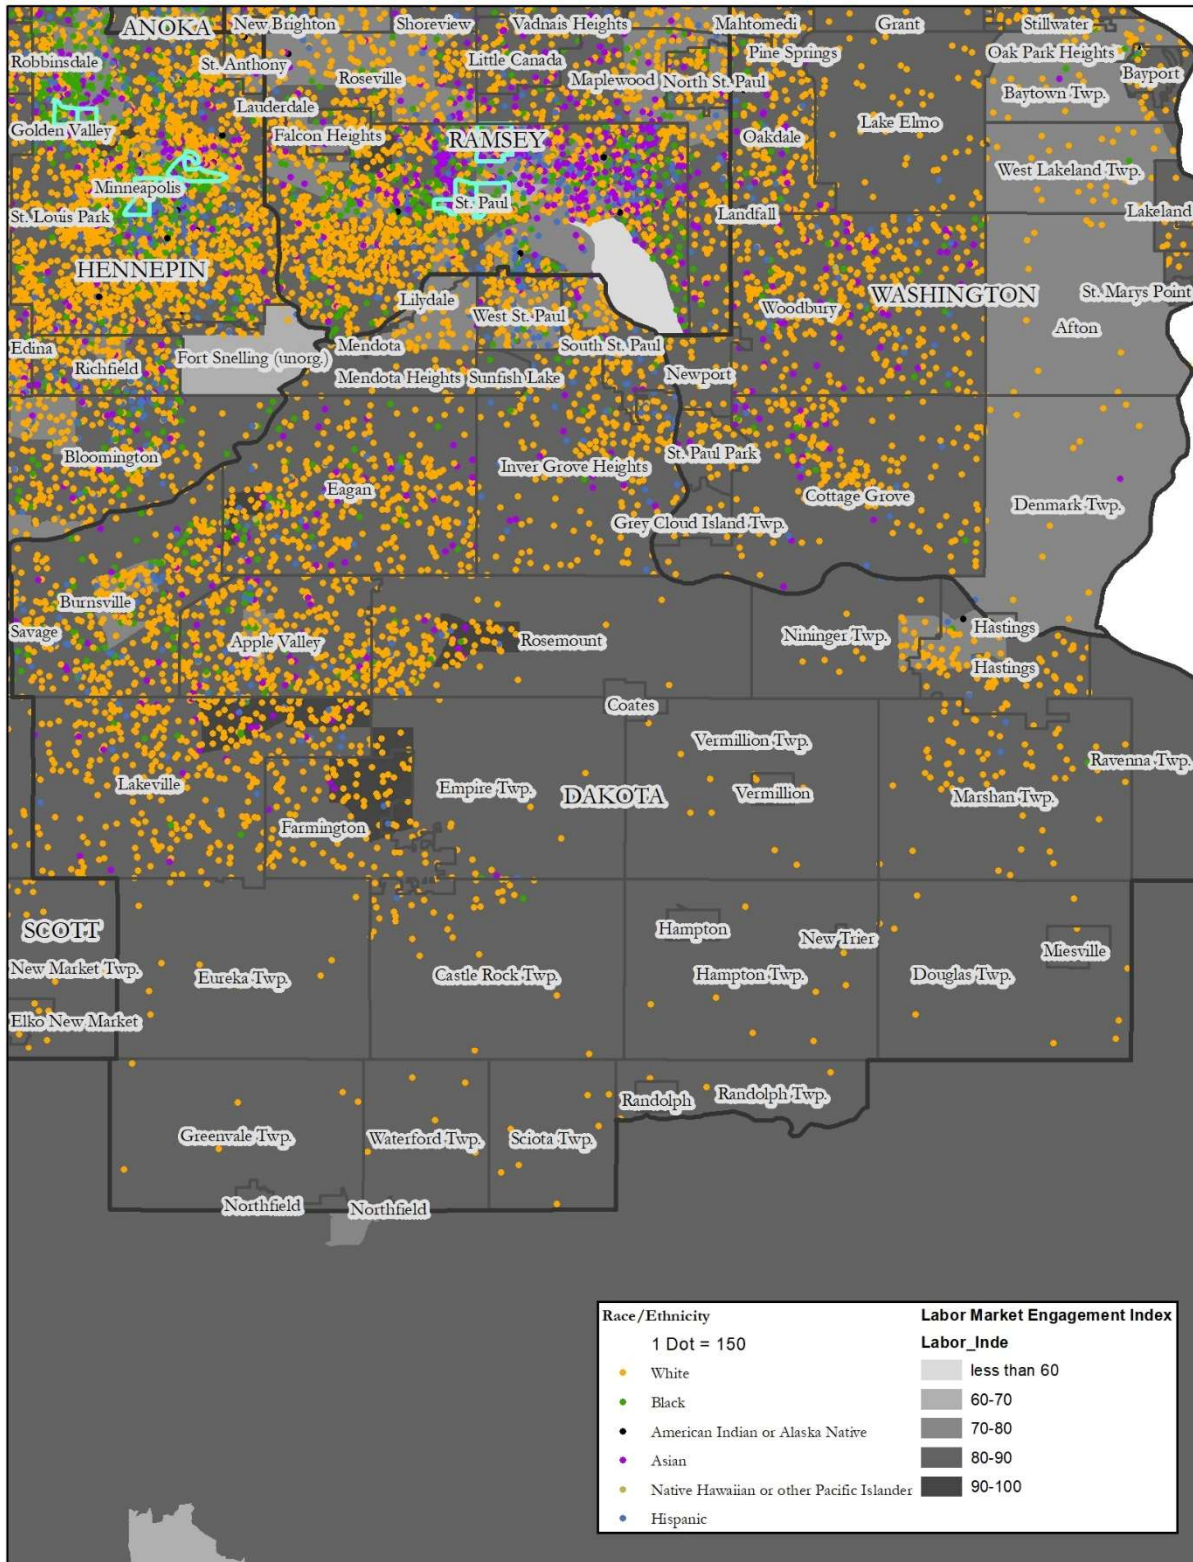 ANOKA
New Brighton
Shoreview
Vadnais Heights
Mahtomedi
Grant
Stillwater
Robbinsdale
St. Anthony
Roseville
Little Canada
Maplewood
North St. Paul
Pine Springs
Oak Park Heights
Bayport
Baytown Twp.
Lauderdale
Golden Valley
Falcon Heights
RAMSEY
Oakdale
Lake Elmo
West Lakeland Twp.
Minneapolis
St. Louis Park
St. Paul
Landfall
Lakeland
HENNEPIN
Lilydale
West St. Paul
Woodbury
WASHINGTON
St. Marys Point
Afton
Edina
Richfield
Fort Snelling (unorg.)
Mendota
South St. Paul
Mendota Heights
Sunfish Lake
Newport
Bloomington
Eagan
Inver Grove Heights
St. Paul Park
Cottage Grove
Grey Cloud Island Twp.
Denmark Twp.
Burnsville
Savage
Apple Valley
Rosemount
Nininger Twp.
Hastings
Hastings
Coates
Vermillion Twp.
Ravenna Twp.
Lakeville
Empire Twp.
DAKOTA
Vermillion
Marshan Twp.
Farmington
SCOTT
Hampton
New Trier
Miesville
New Market Twp.
Eureka Twp.
Castle Rock Twp.
Hampton Twp.
Douglas Twp.
Elko New Market
Randolph
Randolph Twp.
Greenvale Twp.
Waterford Twp.
Sciota Twp.
Northfield
Northfield
Race/Ethnicity
1 Dot = 150
White
Black
American Indian or Alaska Native
Asian
Native Hawaiian or other Pacific Islander
Hispanic
Labor Market Engagement Index
Labor_Inde
less than 60
60-70
70-80
80-90
90-100